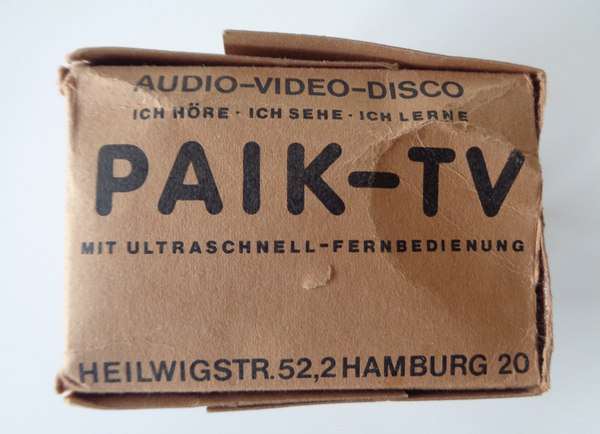 AUDIO–VIDEO–DISCO
ICH HÖRE · ICH SEHE · ICH LERNE
PAIK–TV
MIT ULTRASCHNELL–FERNBEDIENUNG
HEILWIGSTR. 52,2 HAMBURG 20